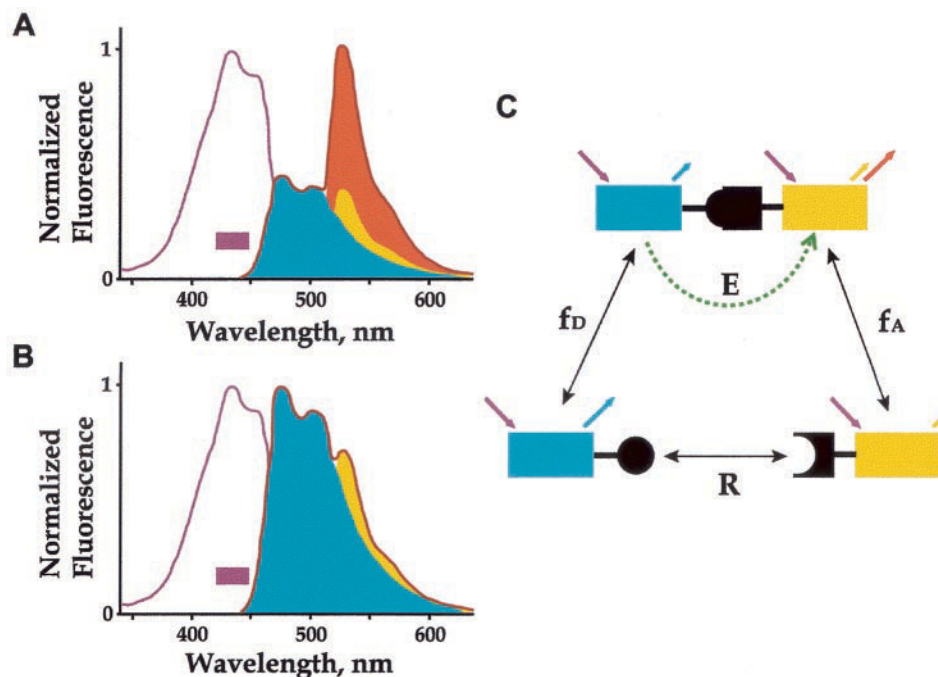 A
Normalized
Fluorescence
1
0
400
500
600
Wavelength, nm
B
Normalized
Fluorescence
1
0
400
500
600
Wavelength, nm
C
E
fD
fA
R